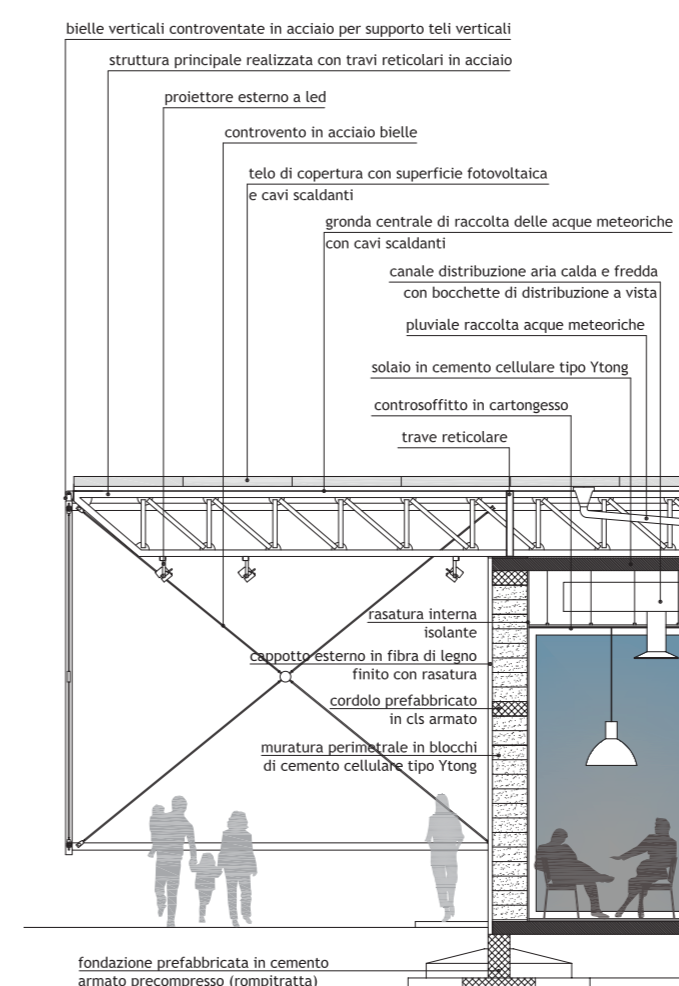 bielle verticali controventate in acciaio per supporto teli verticali
struttura principale realizzata con travi reticolari in acciaio
proiettore esterno a led
controvento in acciaio bielle
telo di copertura con superficie fotovoltaica
e cavi scaldanti
gronda centrale di raccolta delle acque meteoriche
con cavi scaldanti
canale distribuzione aria calda e fredda
con bocchette di distribuzione a vista
pluviale raccolta acque meteoriche
solaio in cemento cellulare tipo Ytong
controsoffitto in cartongesso
trave reticolare
rasatura interna
isolante
cappotto esterno in fibra di legno
finito con rasatura
cordolo prefabbricato
in cls armato
muratura perimetrale in blocchi
di cemento cellulare tipo Ytong
fondazione prefabbricata in cemento
armato precompresso (rompitratta)